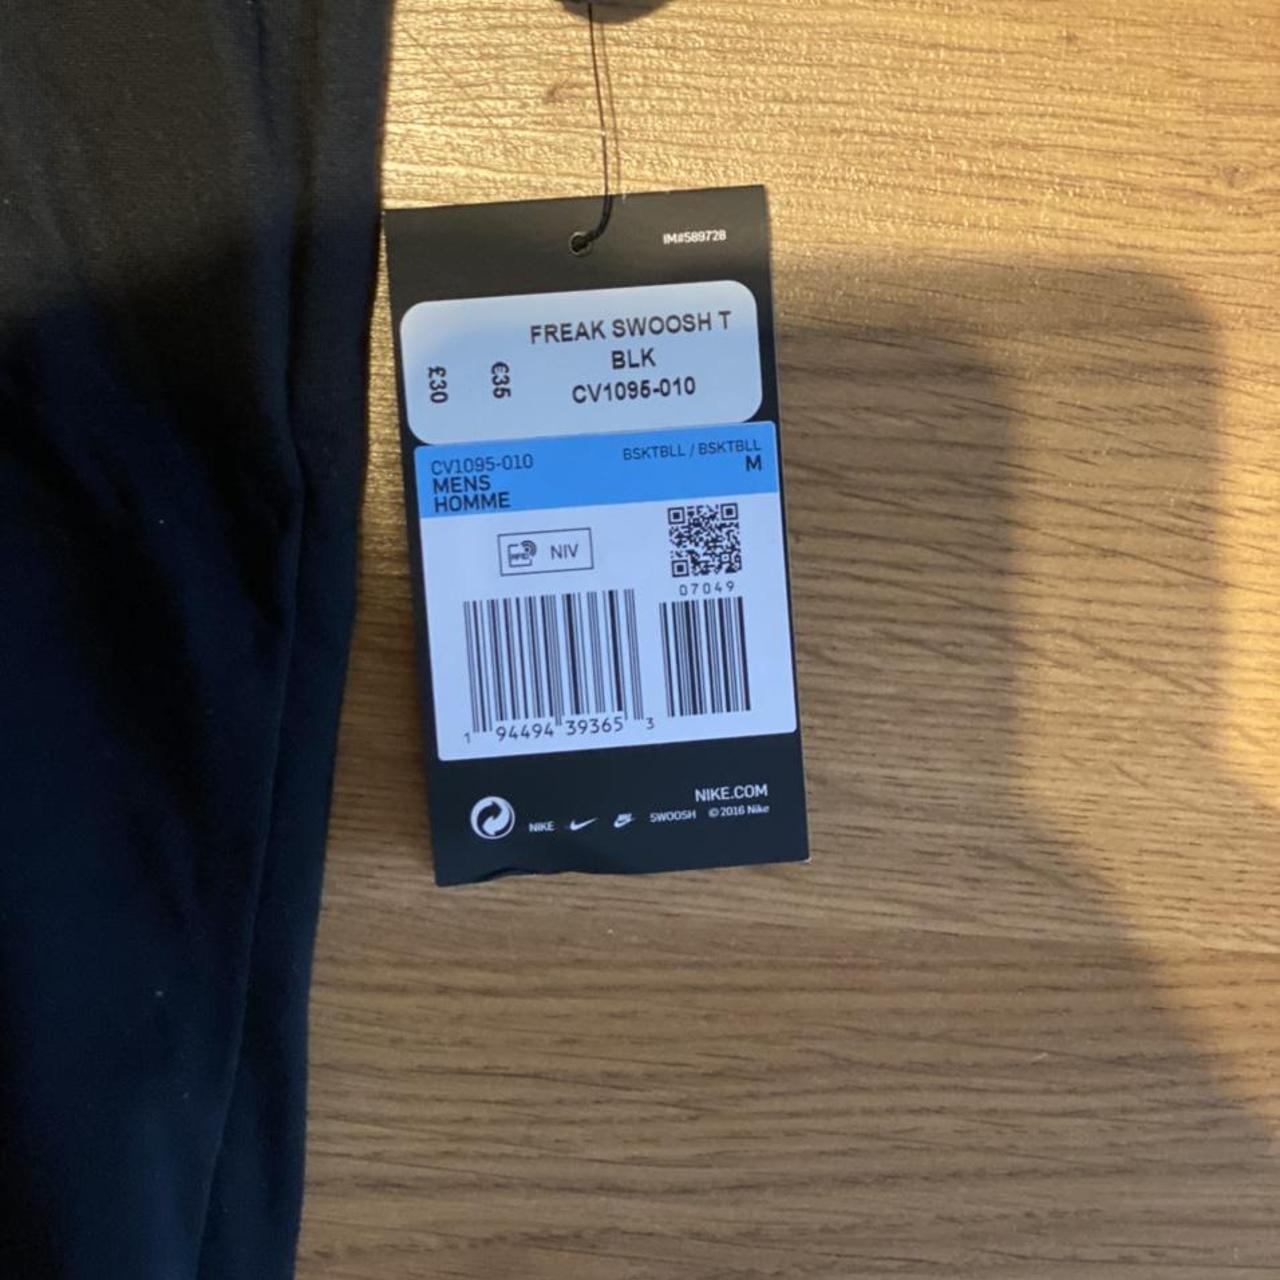 IM#589728
FREAK SWOOSH T
BLK
CV1095-010
£30
€35
CV1095-010
BSKTBLL / BSKTBLL
MENS
M
HOMME
RFID NIV
07049
1 94494 39365 3
NIKE.COM
NIKE SWOOSH © 2016 Nike